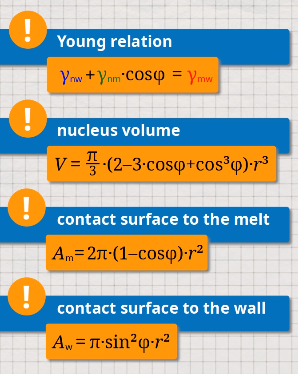 !
Young relation
γnw + γnm·cosφ = γmw
!
nucleus volume
V = π/3 ·(2–3·cosφ+cos³φ)·r³
!
contact surface to the melt
Am = 2π·(1–cosφ)·r²
!
contact surface to the wall
Aw = π·sin²φ·r²